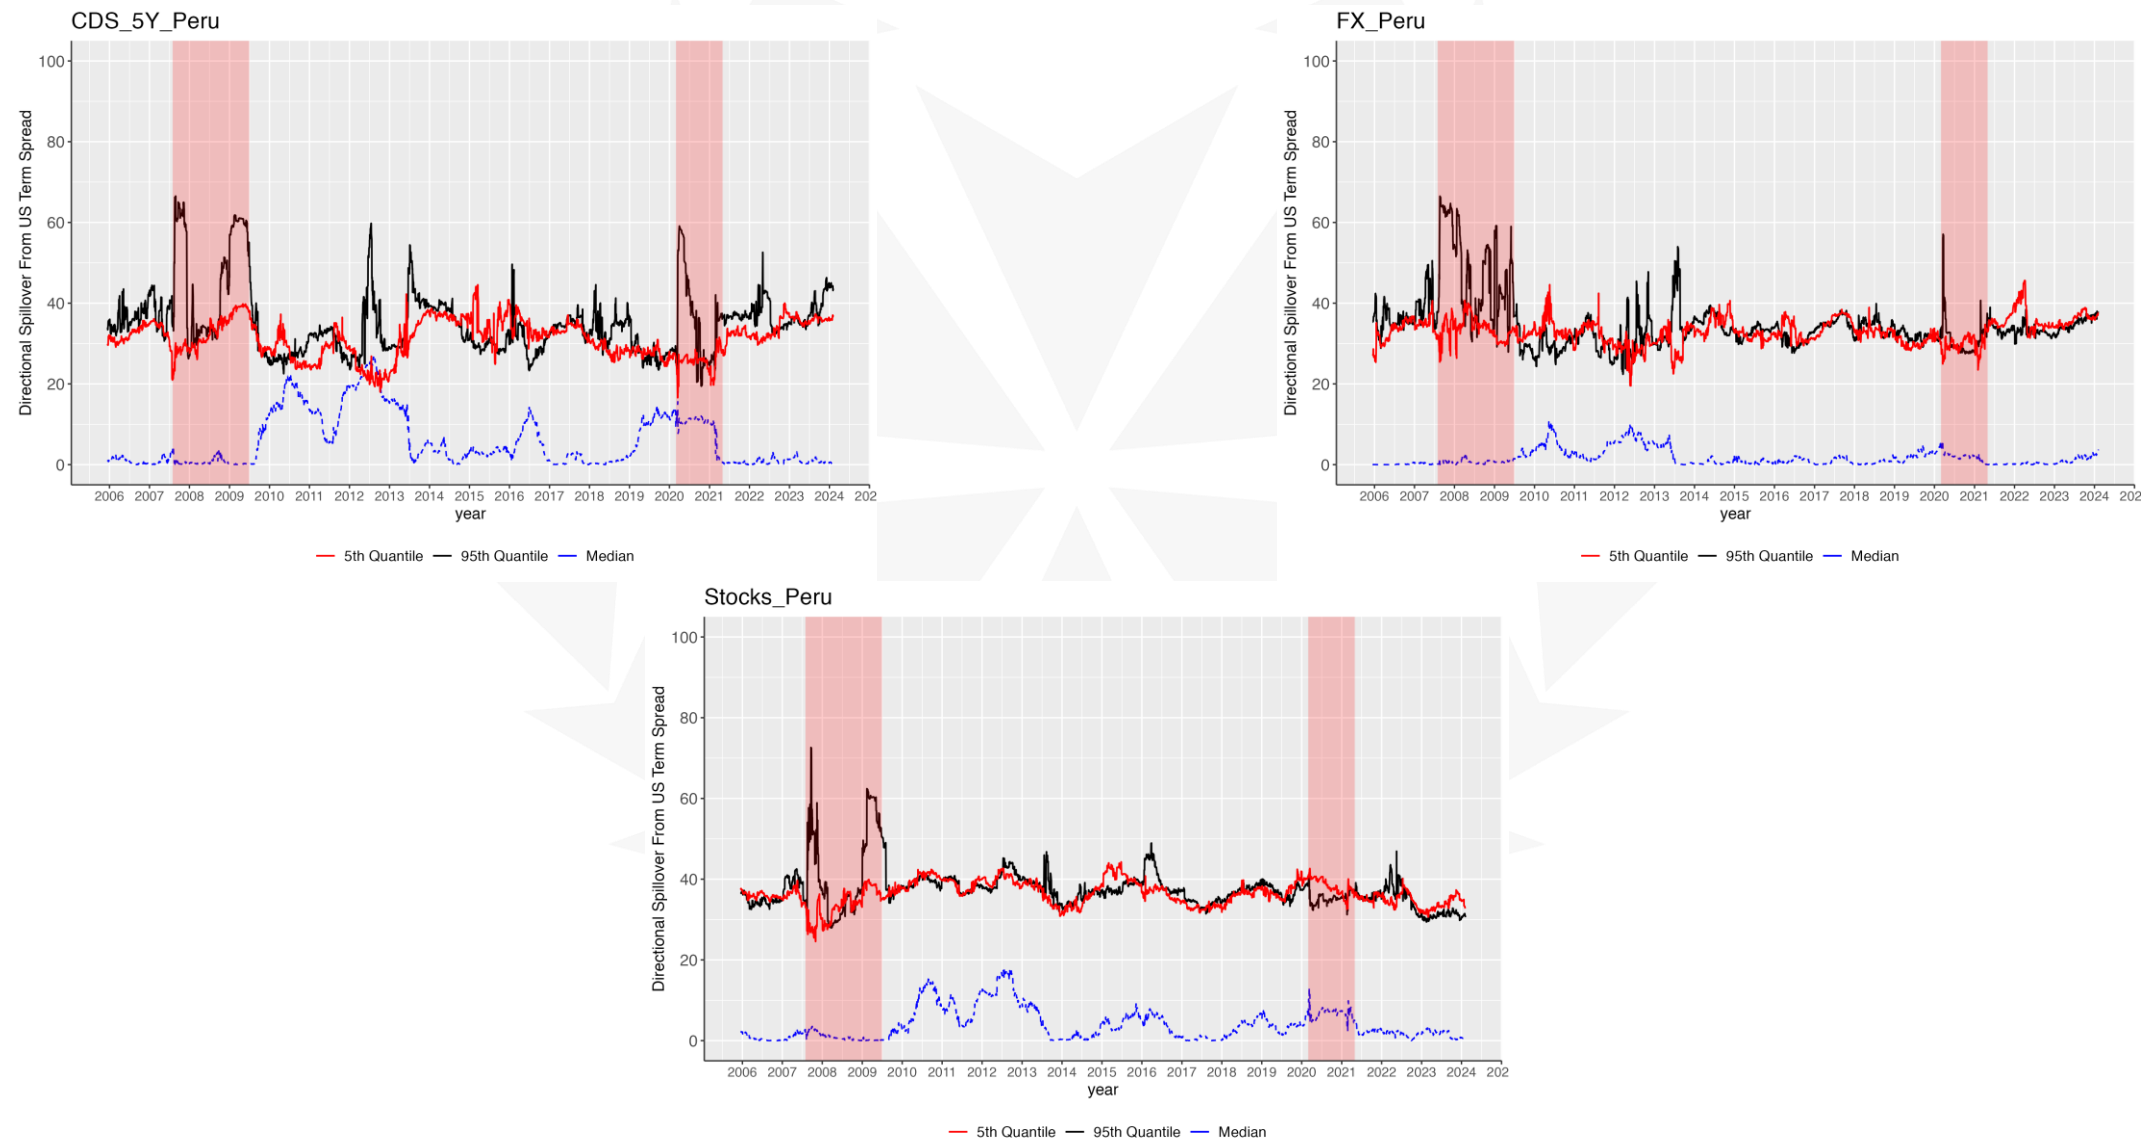 CDS_5Y_Peru
Directional Spillover From US Term Spread
100
80
60
40
20
0
2006 2007 2008 2009 2010 2011 2012 2013 2014 2015 2016 2017 2018 2019 2020 2021 2022 2023 2024 202
year
5th Quantile 95th Quantile Median
FX_Peru
Directional Spillover From US Term Spread
100
80
60
40
20
0
2006 2007 2008 2009 2010 2011 2012 2013 2014 2015 2016 2017 2018 2019 2020 2021 2022 2023 2024 202
year
5th Quantile 95th Quantile Median
Stocks_Peru
Directional Spillover From US Term Spread
100
80
60
40
20
0
2006 2007 2008 2009 2010 2011 2012 2013 2014 2015 2016 2017 2018 2019 2020 2021 2022 2023 2024 202
year
5th Quantile 95th Quantile Median